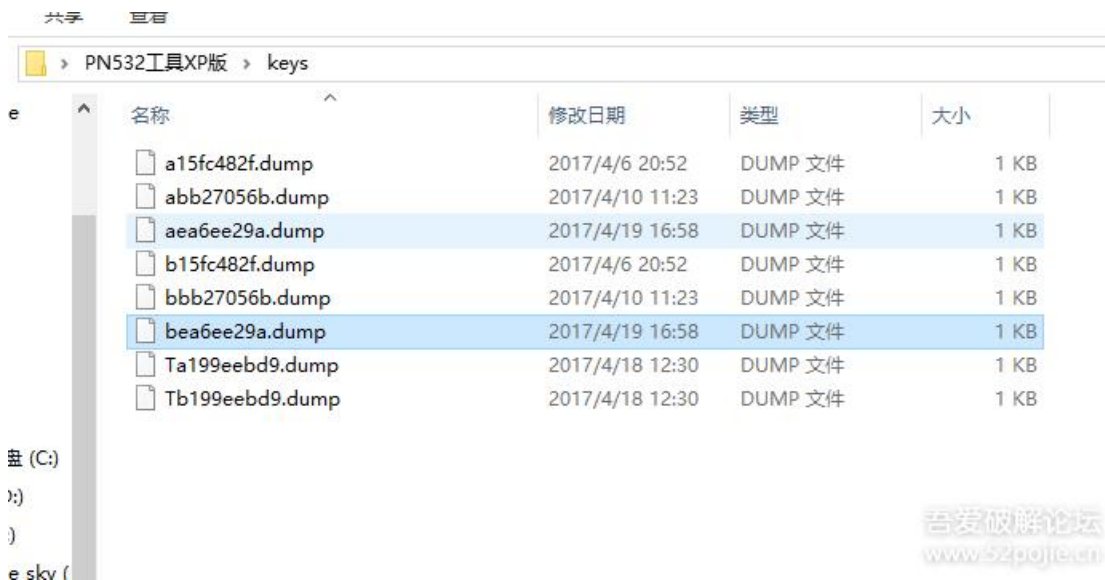 共享 查看
PN532工具XP版 › keys
名称 修改日期 类型 大小
a15fc482f.dump 2017/4/6 20:52 DUMP 文件 1 KB
abb27056b.dump 2017/4/10 11:23 DUMP 文件 1 KB
aea6ee29a.dump 2017/4/19 16:58 DUMP 文件 1 KB
b15fc482f.dump 2017/4/6 20:52 DUMP 文件 1 KB
bbb27056b.dump 2017/4/10 11:23 DUMP 文件 1 KB
bea6ee29a.dump 2017/4/19 16:58 DUMP 文件 1 KB
Ta199eebd9.dump 2017/4/18 12:30 DUMP 文件 1 KB
Tb199eebd9.dump 2017/4/18 12:30 DUMP 文件 1 KB
e
盘 (C:)
:)
:)
e sky (
吾爱破解论坛
www.52pojie.cn